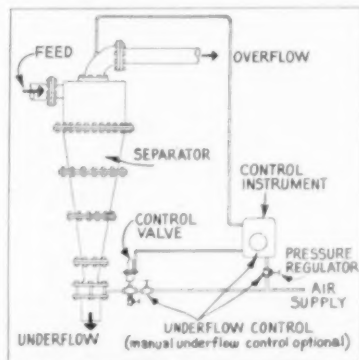 FEED
OVERFLOW
SEPARATOR
CONTROL
INSTRUMENT
CONTROL
VALVE
PRESSURE
REGULATOR
AIR
SUPPLY
UNDERFLOW
UNDERFLOW CONTROL
(manual underflow control optional)